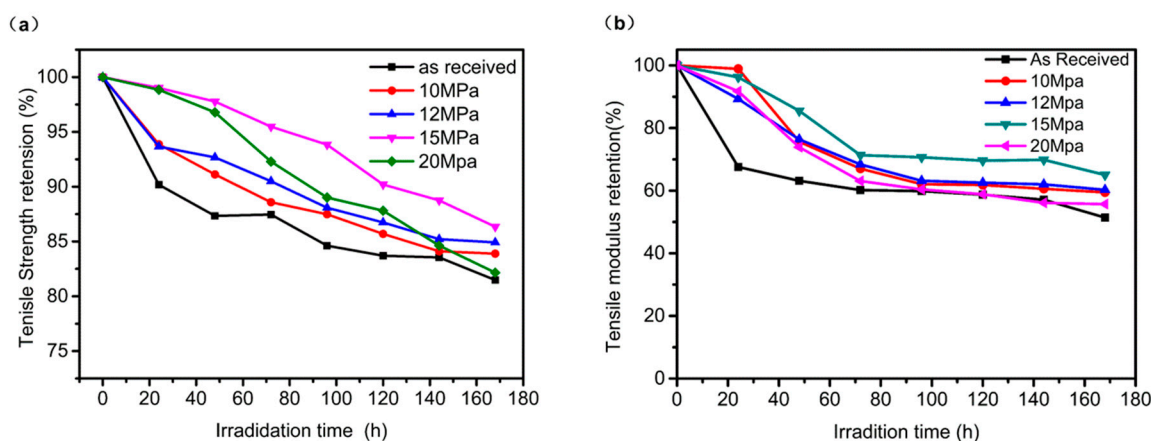 (a)
Tenisle Strength retension (%)
100
95
90
85
80
75
0 20 40 60 80 100 120 140 160 180
Irradidation time (h)
as received
10MPa
12MPa
15MPa
20Mpa
(b)
Tensile modulus retention(%)
100
80
60
40
20
0
0 20 40 60 80 100 120 140 160 180
Irradition time (h)
As Received
10Mpa
12Mpa
15Mpa
20Mpa